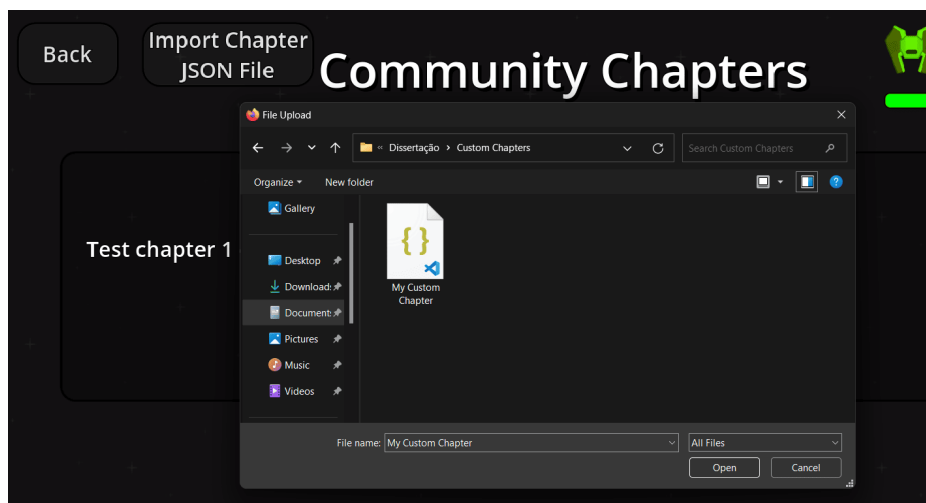 Back
Import Chapter
JSON File
Community Chapters
File Upload
« Dissertação › Custom Chapters
Search Custom Chapters
Organize
New folder
Gallery
Desktop
Download:
Document:
Pictures
Music
Videos
My Custom
Chapter
Test chapter 1
File name:
My Custom Chapter
All Files
Open
Cancel